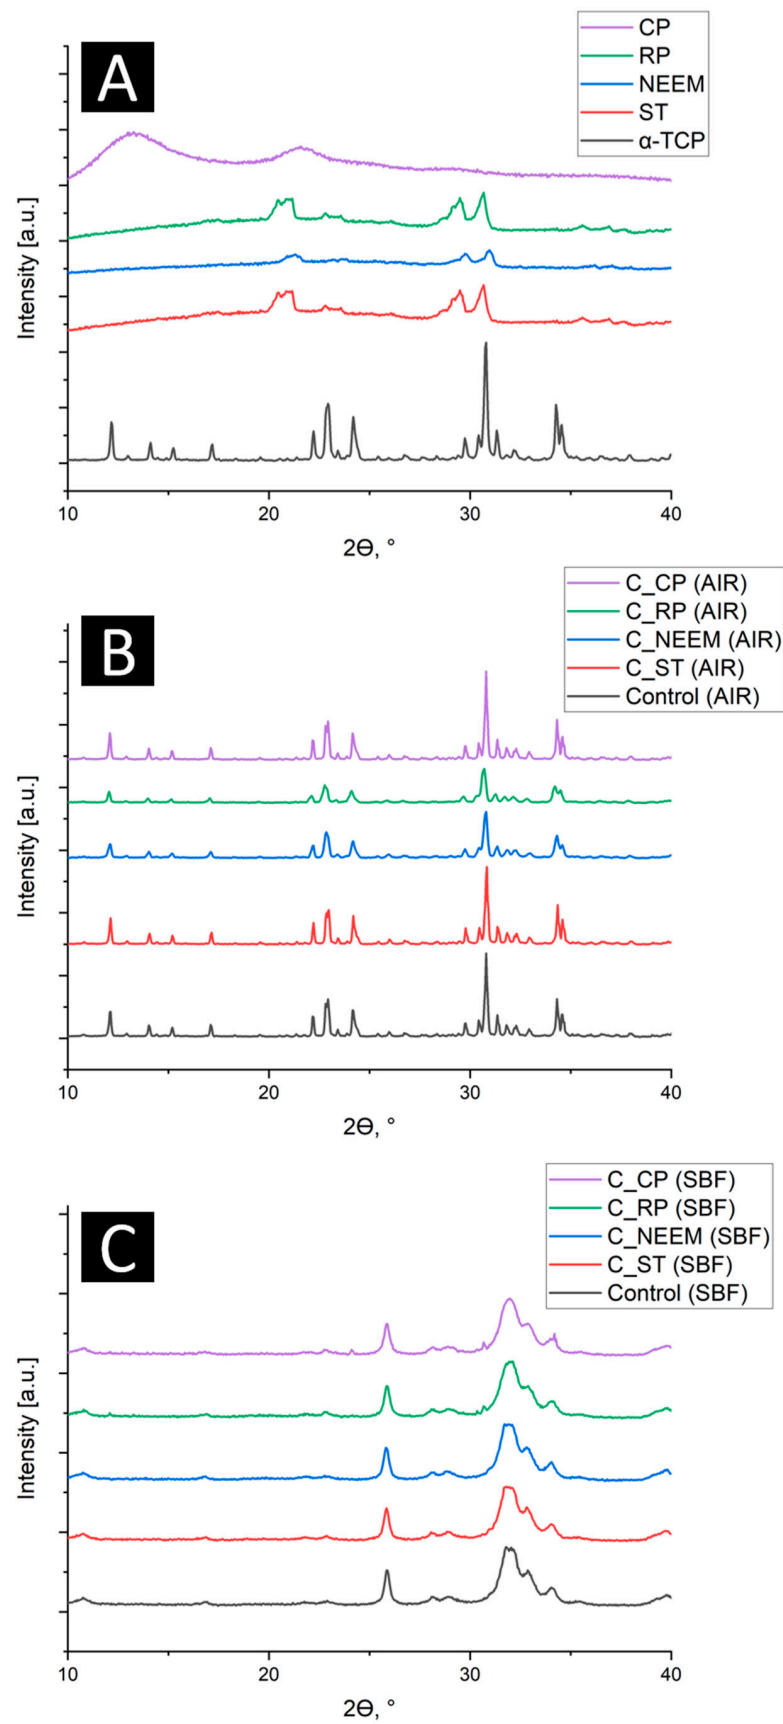 A
CP
RP
NEEM
ST
α-TCP
Intensity [a.u.]
10 20 30 40
2Θ, °
B
C_CP (AIR)
C_RP (AIR)
C_NEEM (AIR)
C_ST (AIR)
Control (AIR)
Intensity [a.u.]
10 20 30 40
2Θ, °
C
C_CP (SBF)
C_RP (SBF)
C_NEEM (SBF)
C_ST (SBF)
Control (SBF)
Intensity [a.u.]
10 20 30 40
2Θ, °